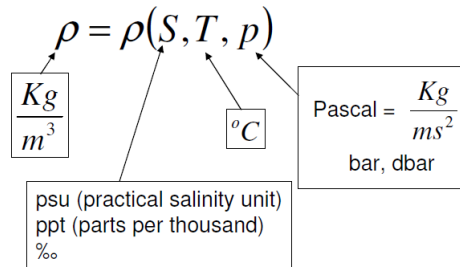 ρ = ρ(S,T, p)
Kg
m³
°C
Pascal = Kg
ms²
bar, dbar
psu (practical salinity unit)
ppt (parts per thousand)
‰